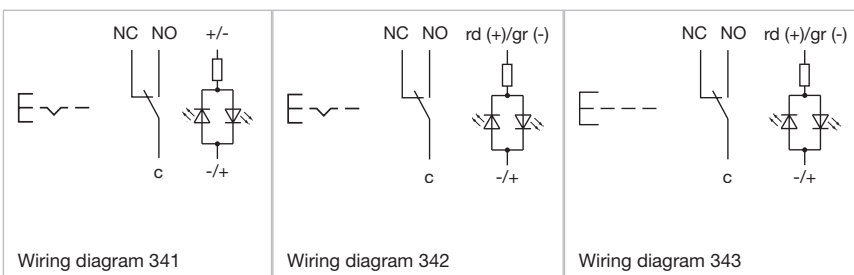 NC NO +/-
c -/+
Wiring diagram 341
NC NO rd (+)/gr (-)
c -/+
Wiring diagram 342
NC NO rd (+)/gr (-)
c -/+
Wiring diagram 343